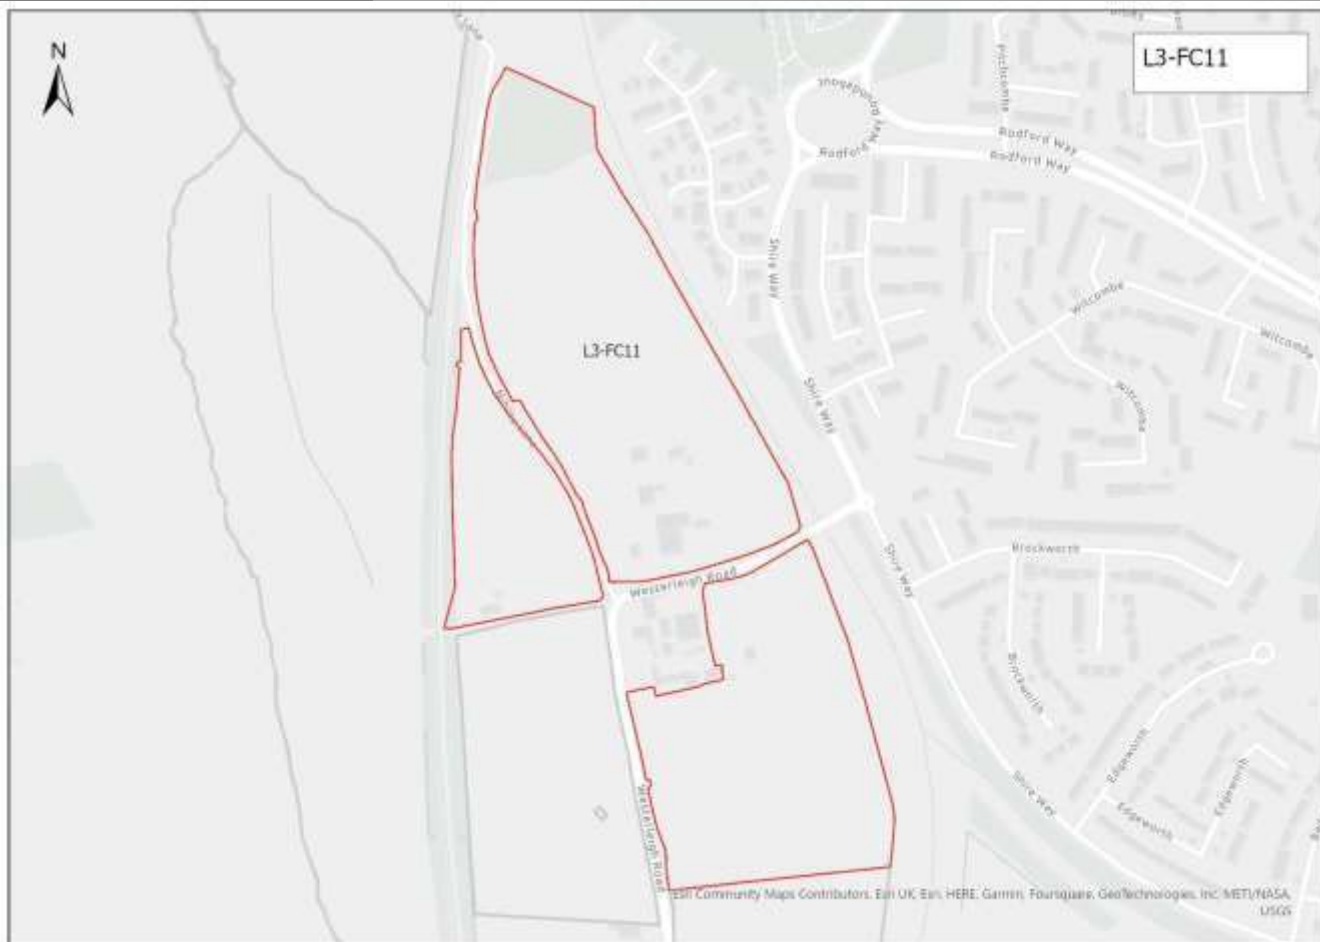 N
L3-FC11
Pitchcombe
Radford Way
Radford Way
Shire Way
Witcombe
Witcombe
L3-FC11
Witcombe
Shire Way
Shire Way
Brockworth
Westerleigh Road
Brockworth
Edgeworth
Edgeworth
Shire Way
Edgeworth
Westerleigh Road
Esri Community Maps Contributors, Esri UK, Esri, HERE, Garmin, Foursquare, GeoTechnologies, Inc, METI/NASA,
USGS